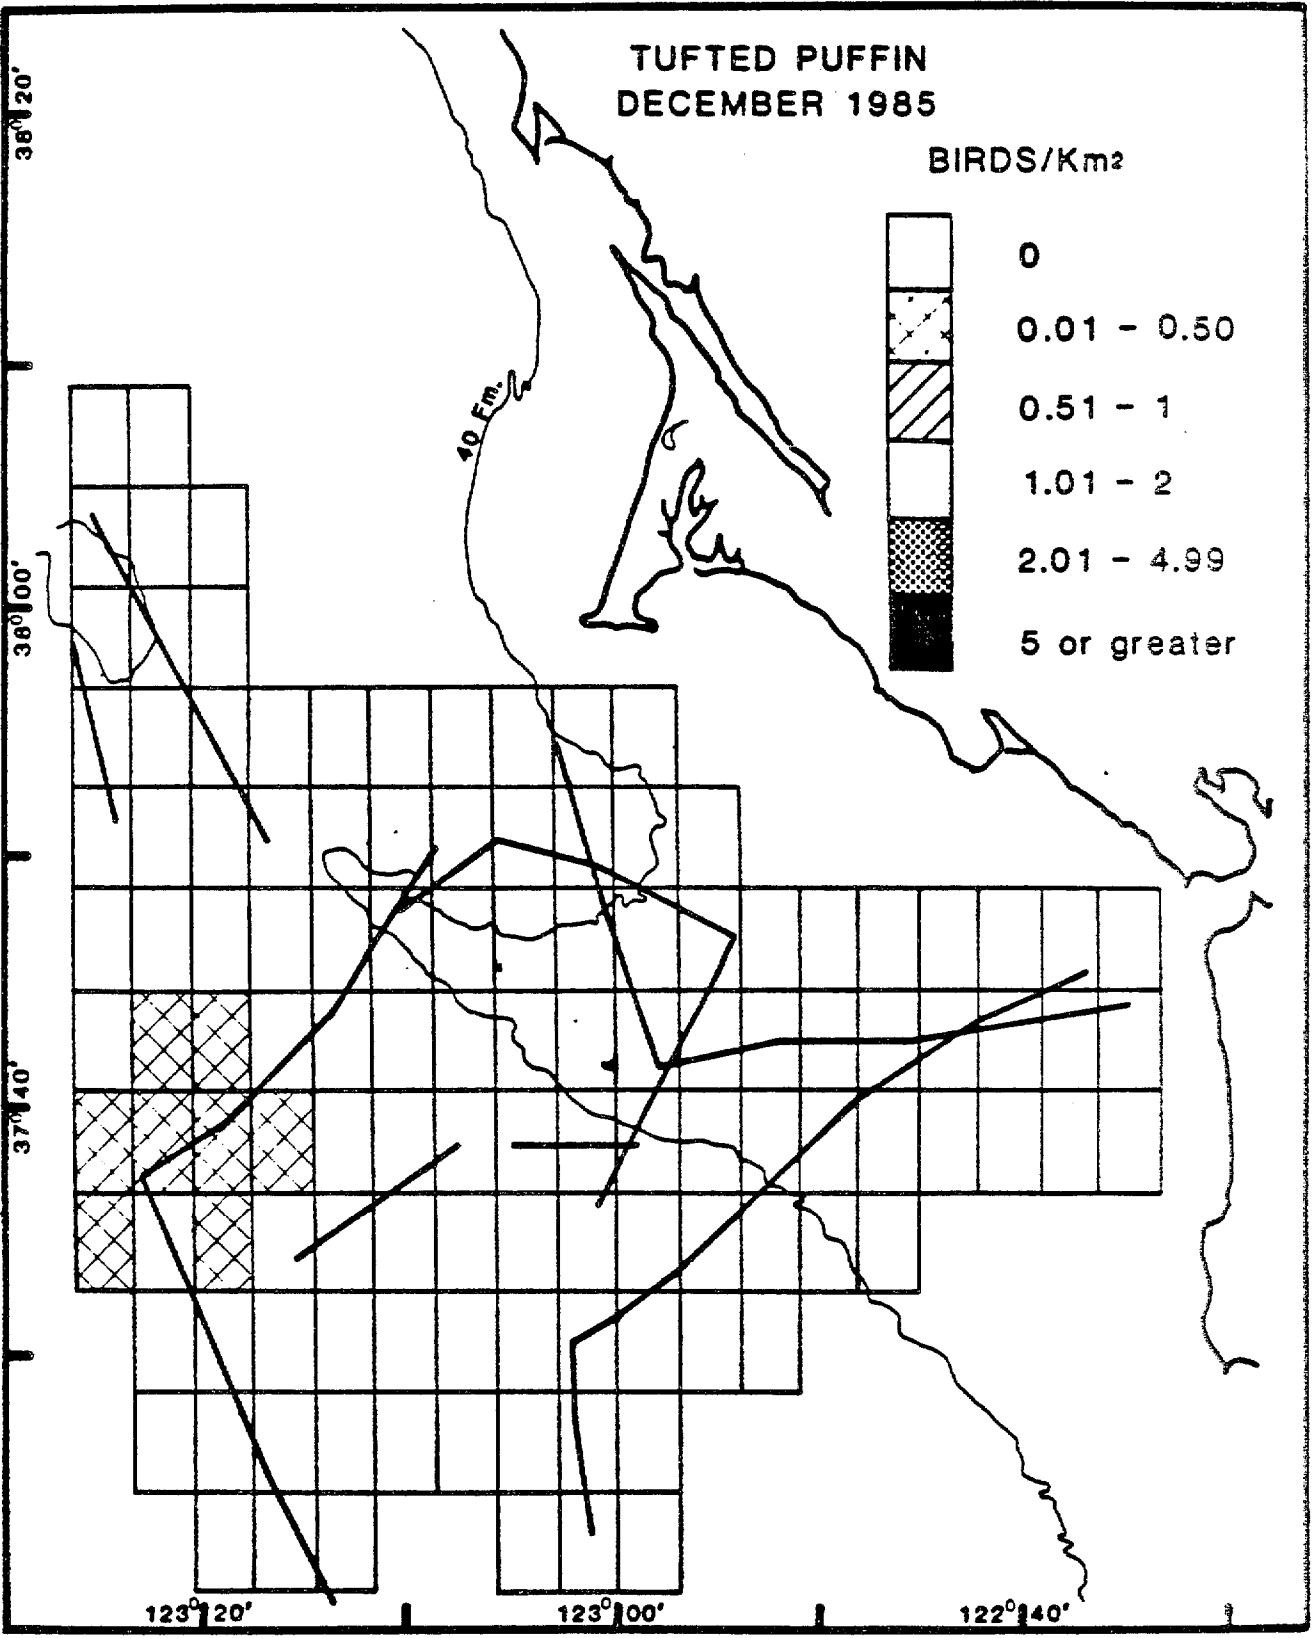 TUFTED PUFFIN
DECEMBER 1985
BIRDS/Km2
0
0.01 - 0.50
0.51 - 1
1.01 - 2
2.01 - 4.99
5 or greater
38°20'
40 Fm.
38°00'
37°40'
123°20'
123°00'
122°40'